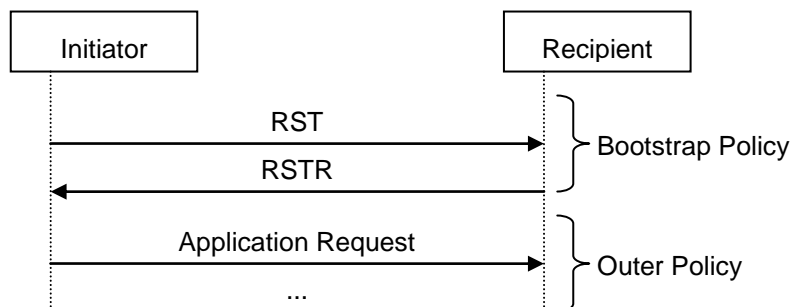 Initiator
Recipient
RST
Bootstrap Policy
RSTR
Application Request
Outer Policy
...